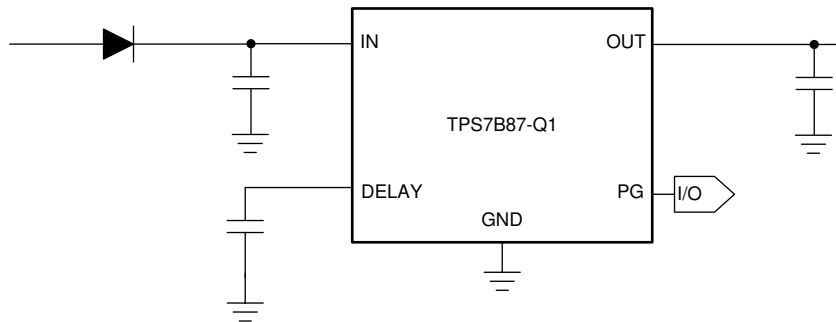 IN
OUT
TPS7B87-Q1
DELAY
PG
I/O
GND